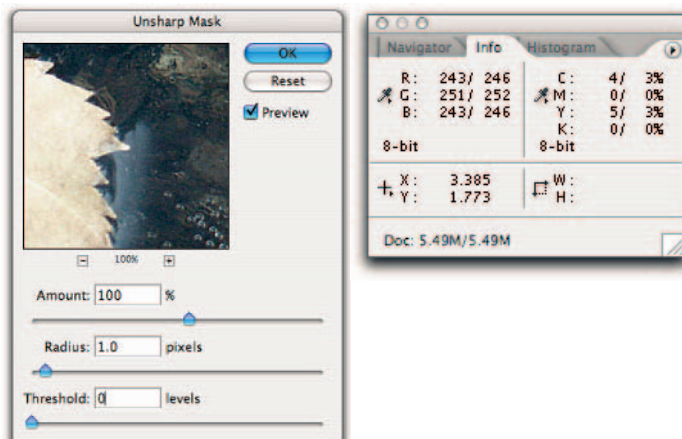 Unsharp Mask
OK
Reset
Preview
100%
Amount: 100 %
Radius: 1.0 pixels
Threshold: 0 levels
Navigator Info Histogram
R: 243/ 246 C: 4/ 3%
G: 251/ 252 M: 0/ 0%
B: 243/ 246 Y: 5/ 3%
K: 0/ 0%
8-bit 8-bit
X: 3.385 W:
Y: 1.773 H:
Doc: 5.49M/5.49M